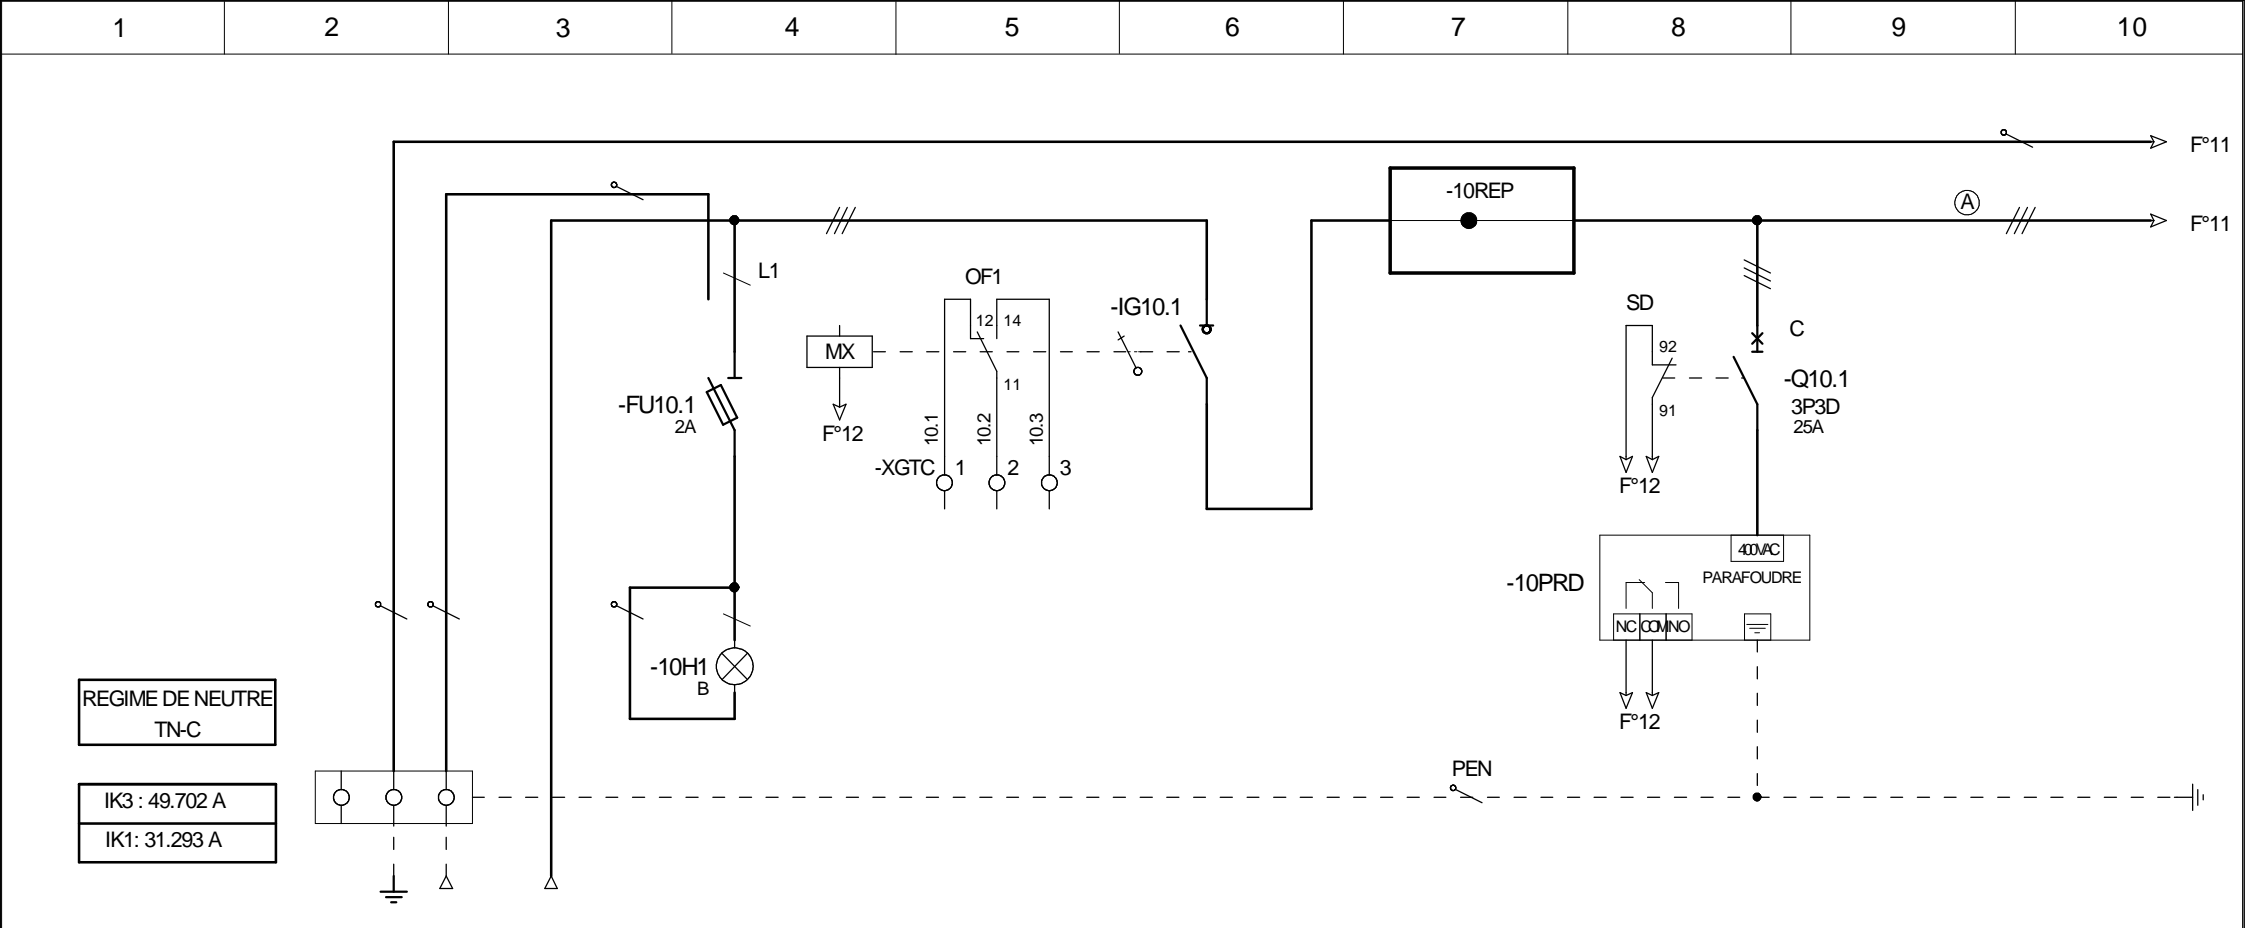 1 2 3 4 5 6 7 8 9 10
F°11
-10REP
A
F°11
L1
OF1
-IG10.1
SD
12 14
C
MX
92
11
-Q10.1
3P3D
25A
-FU10.1
2A
91
F°12
10.1 10.2 10.3
-XGTC 1 2 3
F°12
400VAC
PARAFOUDRE
-10PRD
NC COM NO
-10H1
B
F°12
REGIME DE NEUTRE
TN-C
PEN
IK3 : 49.702 A
IK1: 31.293 A